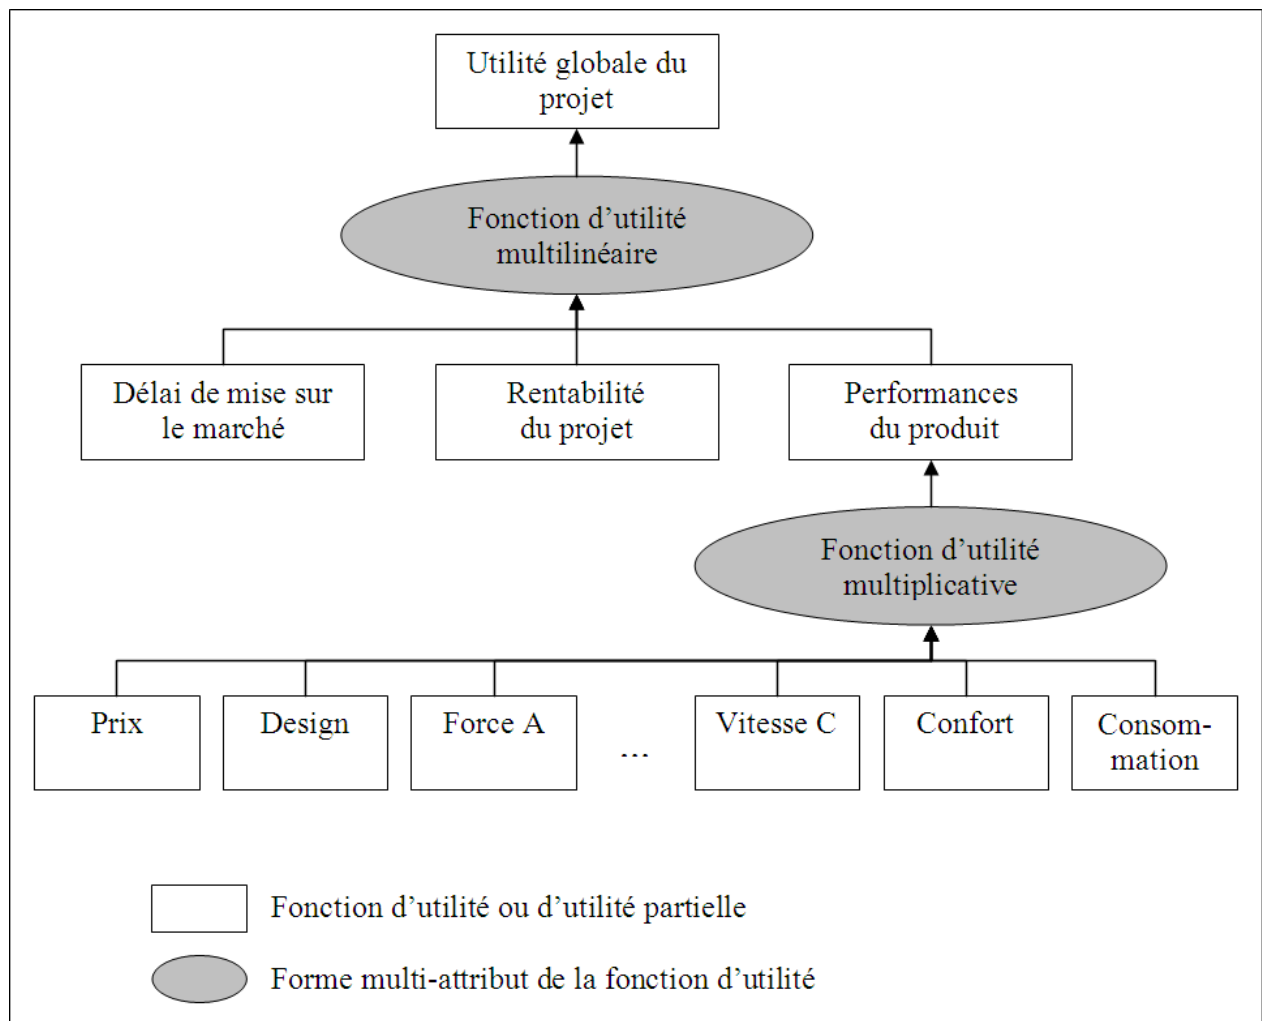 Utilité globale du
projet
Fonction d’utilité
multilinéaire
Délai de mise sur
le marché
Rentabilité
du projet
Performances
du produit
Fonction d’utilité
multiplicative
Prix
Design
Force A
...
Vitesse C
Confort
Consom-
mation
Fonction d’utilité ou d’utilité partielle
Forme multi-attribut de la fonction d’utilité